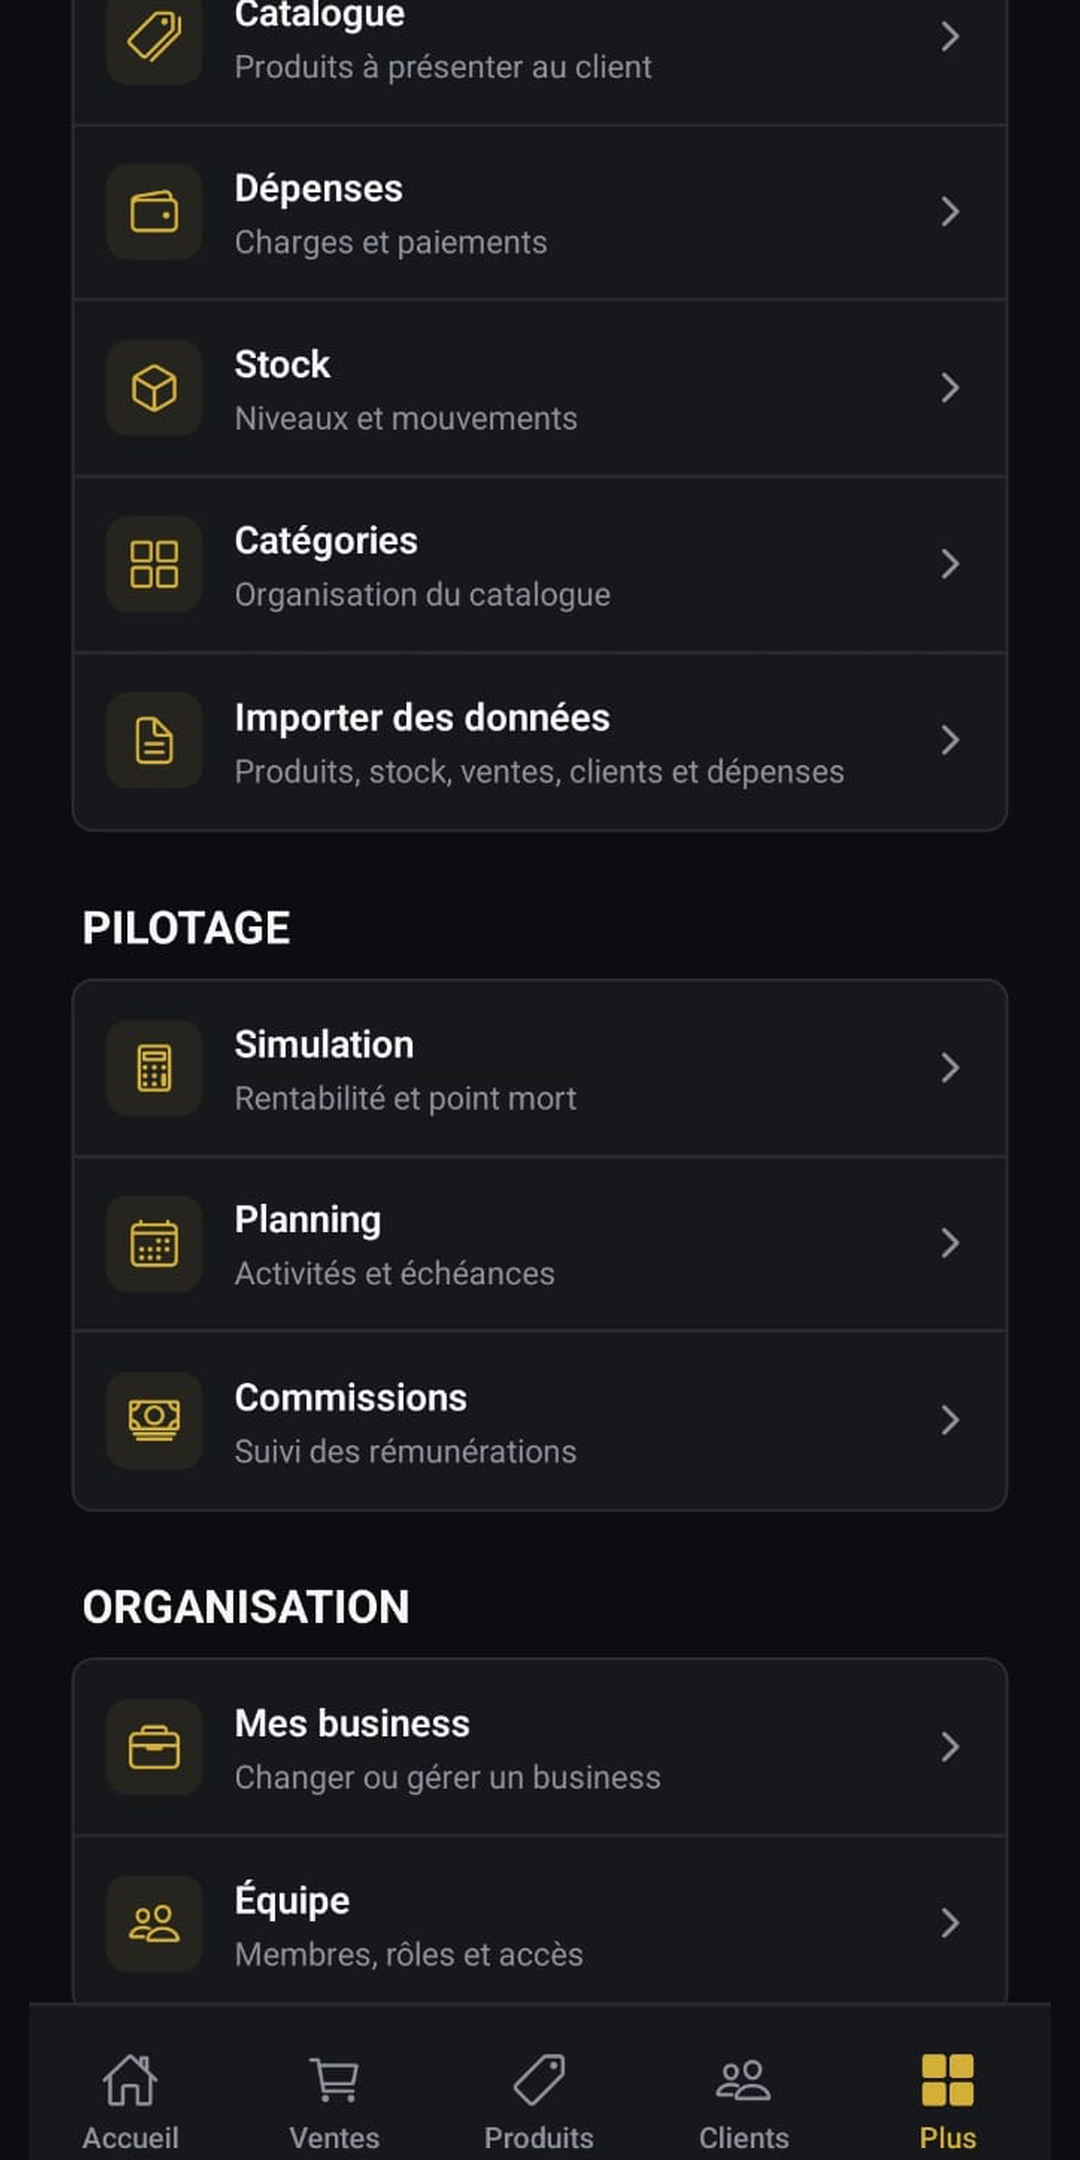 Catalogue
Produits à présenter au client
Dépenses
Charges et paiements
Stock
Niveaux et mouvements
Catégories
Organisation du catalogue
Importer des données
Produits, stock, ventes, clients et dépenses
PILOTAGE
Simulation
Rentabilité et point mort
Planning
Activités et échéances
Commissions
Suivi des rémunérations
ORGANISATION
Mes business
Changer ou gérer un business
Équipe
Membres, rôles et accès
Accueil
Ventes
Produits
Clients
Plus